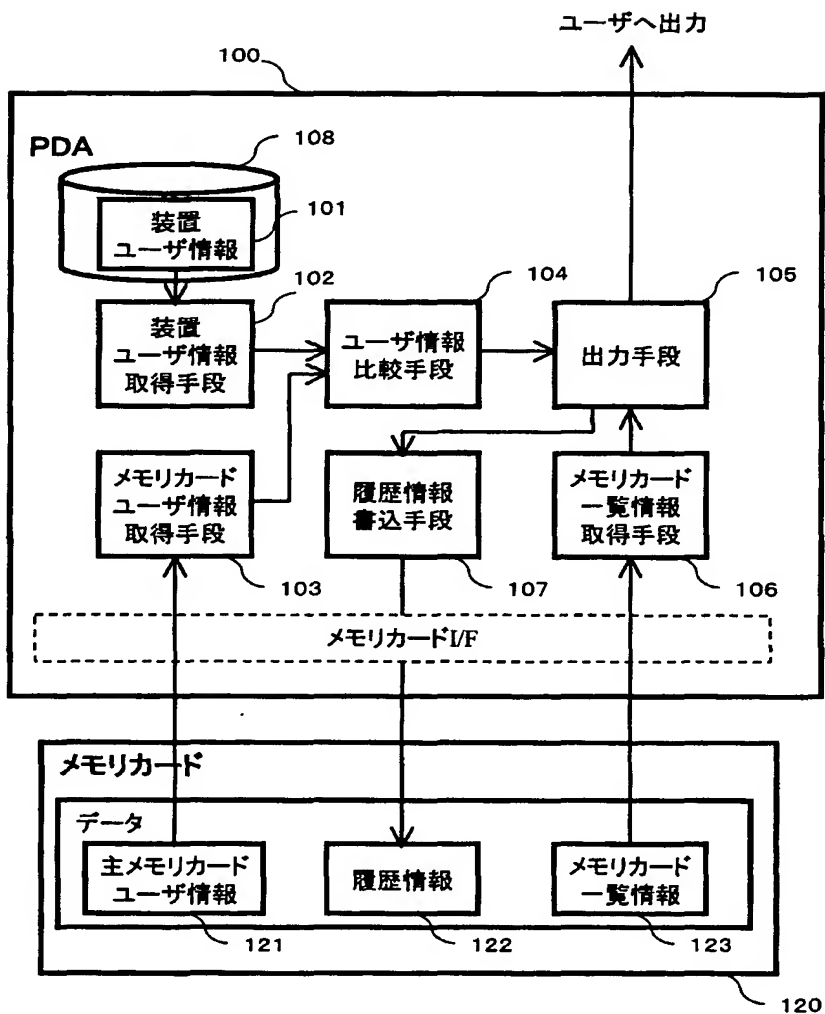 ユーザへ出力
100
PDA
108
装置
ユーザ情報
101
装置
ユーザ情報
取得手段
102
ユーザ情報
比較手段
104
出力手段
105
メモリカード
ユーザ情報
取得手段
103
履歴情報
書込手段
107
メモリカード
一覧情報
取得手段
106
メモリカードI/F
メモリカード
データ
主メモリカード
ユーザ情報
121
履歴情報
122
メモリカード
一覧情報
123
120